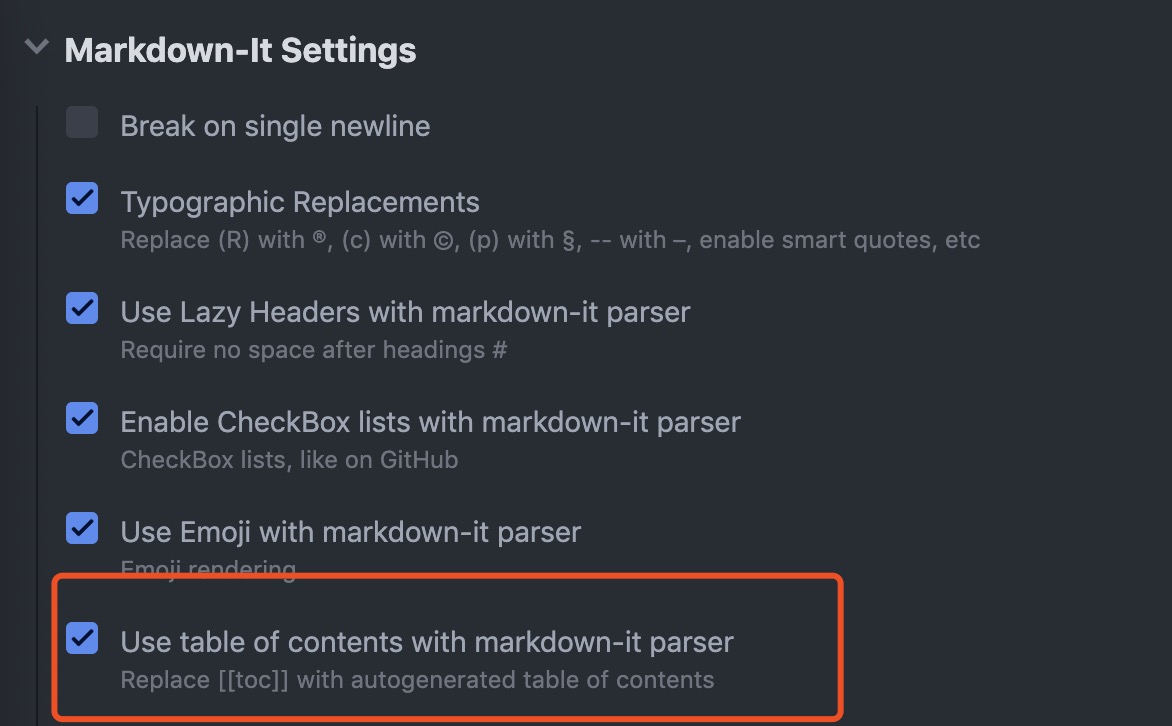 Markdown-It Settings
Break on single newline
Typographic Replacements
Replace (R) with ®, (c) with ©, (p) with §, -- with –, enable smart quotes, etc
Use Lazy Headers with markdown-it parser
Require no space after headings #
Enable CheckBox lists with markdown-it parser
CheckBox lists, like on GitHub
Use Emoji with markdown-it parser
Emoji rendering
Use table of contents with markdown-it parser
Replace [[toc]] with autogenerated table of contents